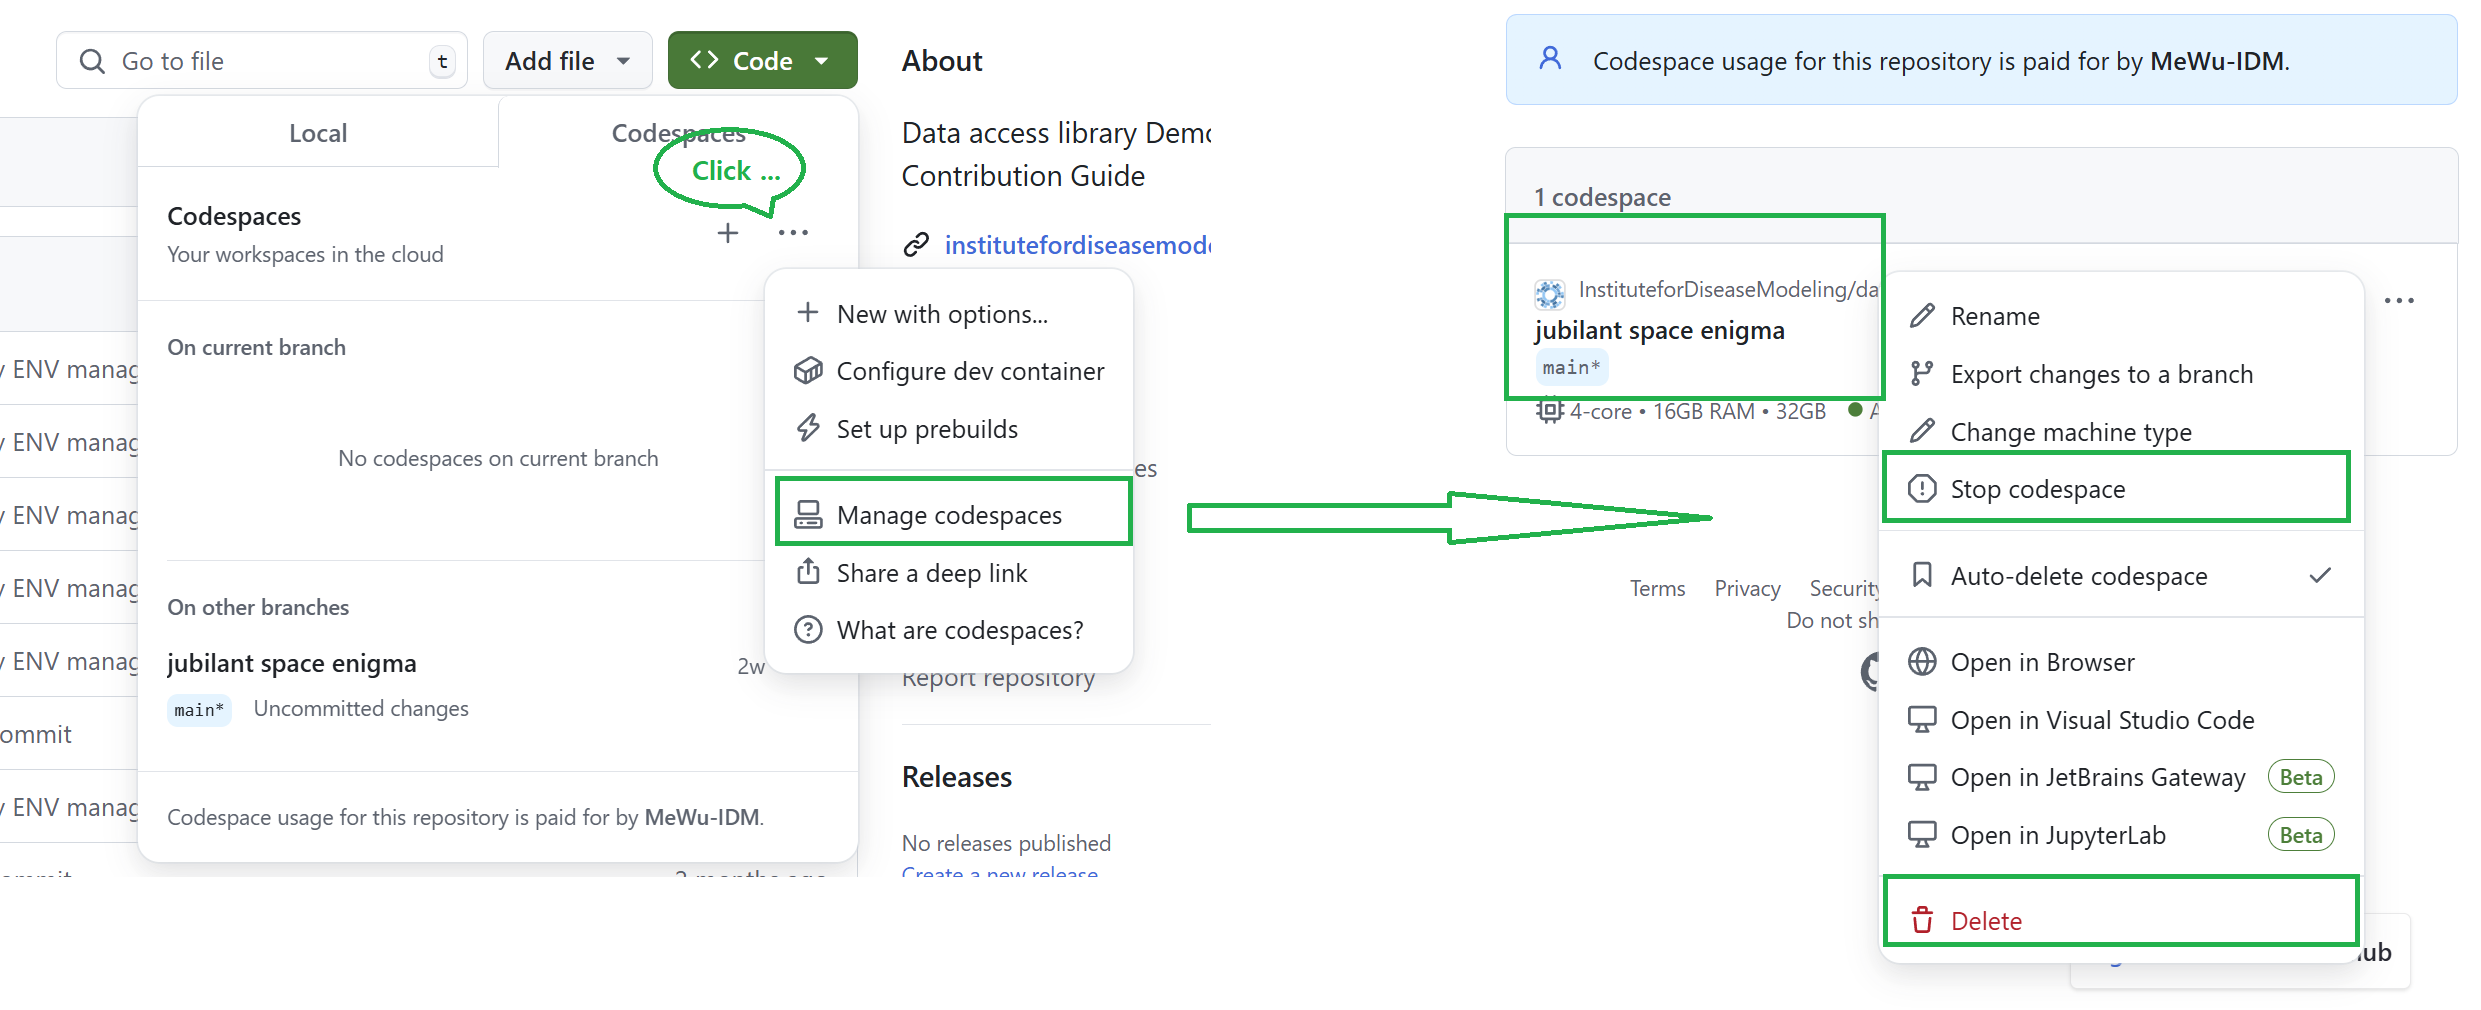 Go to file
t
Add file
<> Code
Local
Codespaces
Click ...
Codespaces
Your workspaces in the cloud
On current branch
No codespaces on current branch
On other branches
jubilant space enigma
2w
main*
Uncommitted changes
Codespace usage for this repository is paid for by MeWu-IDM.
y ENV manag
y ENV manag
y ENV manag
y ENV manag
y ENV manag
ommit
y ENV manag
New with options...
Configure dev container
Set up prebuilds
Manage codespaces
Share a deep link
What are codespaces?
About
Data access library Demo
Contribution Guide
institutefordiseasemode
es
Report repository
Releases
No releases published
Create a new release
Codespace usage for this repository is paid for by MeWu-IDM.
1 codespace
InstituteforDiseaseModeling/da
jubilant space enigma
main*
4-core • 16GB RAM • 32GB
A
Terms
Privacy
Security
Do not sh
Rename
Export changes to a branch
Change machine type
Stop codespace
Auto-delete codespace
Open in Browser
Open in Visual Studio Code
Open in JetBrains Gateway
Beta
Open in JupyterLab
Beta
Delete
ub